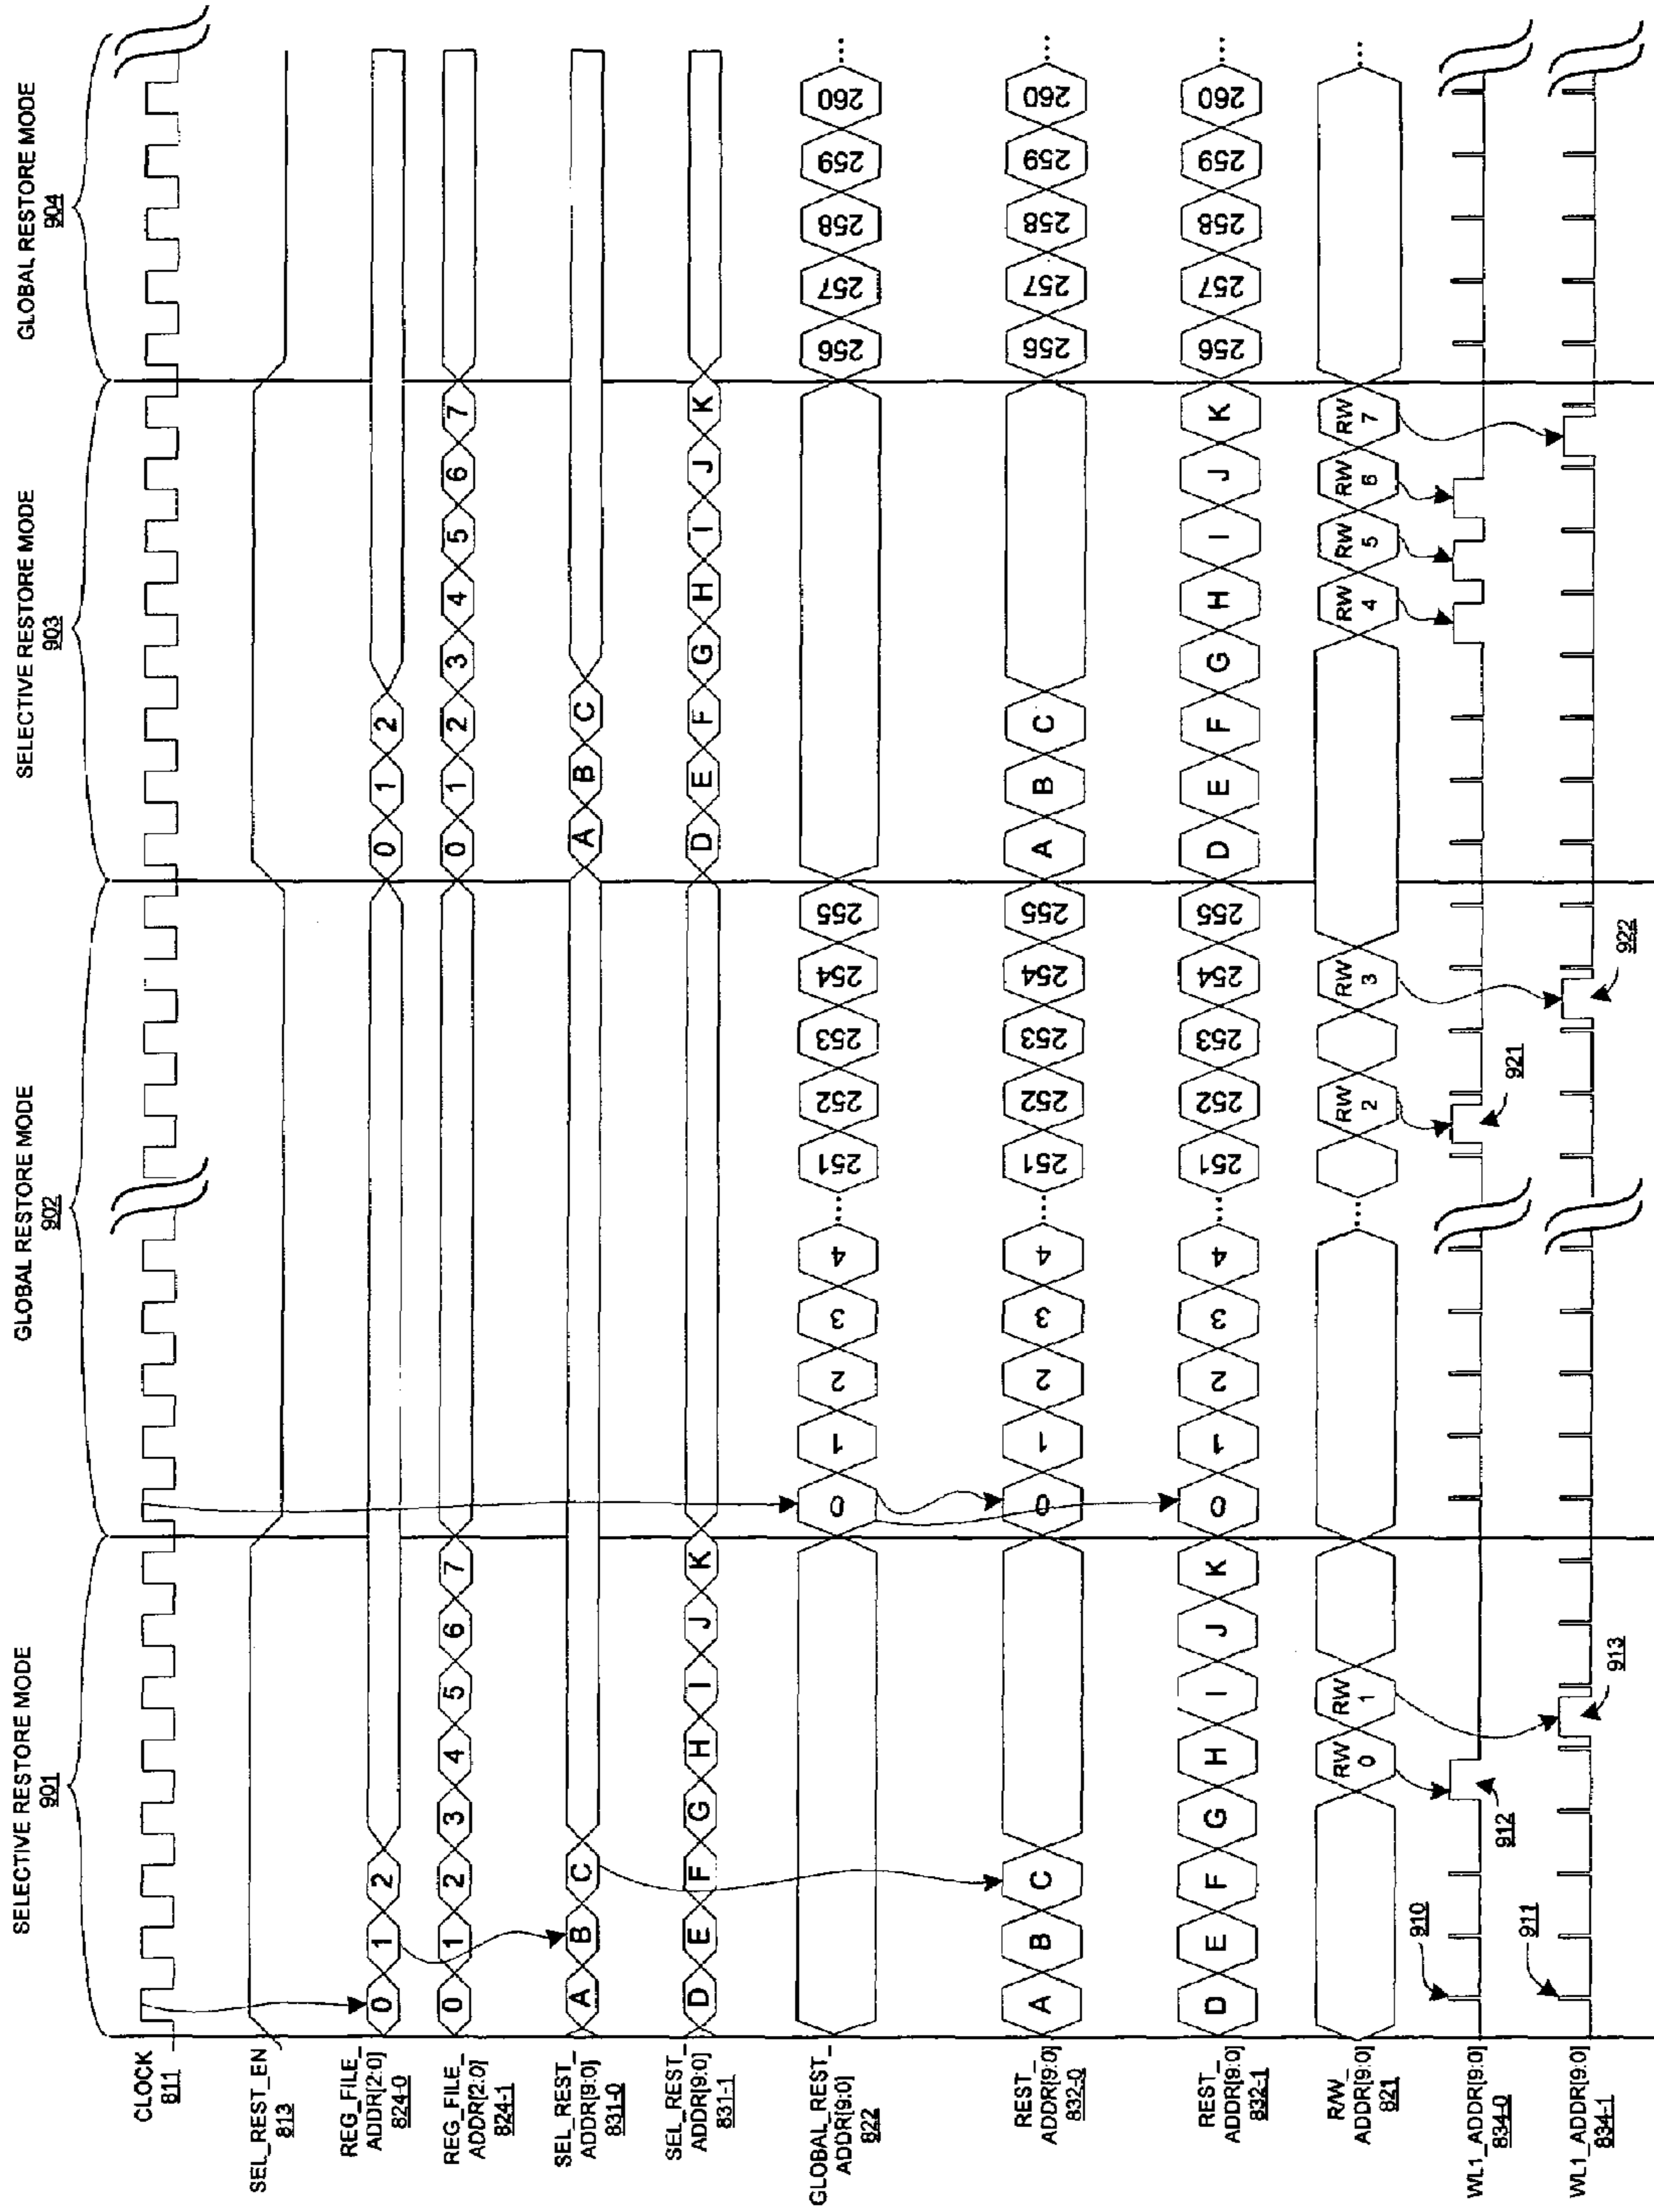 SELECTIVE RESTORE MODE
901
GLOBAL RESTORE MODE
902
SELECTIVE RESTORE MODE
903
GLOBAL RESTORE MODE
904
CLOCK
811
SEL_REST_EN
813
REG_FILE_
ADDR[2:0]
824-0
0 1 2 0 1 2
REG_FILE_
ADDR[2:0]
824-1
0 1 2 3 4 5 6 7 0 1 2 3 4 5 6 7
SEL_REST_
ADDR[9:0]
831-0
A B C A B C
SEL_REST_
ADDR[9:0]
831-1
D E F G H I J K D E F G H I J K
GLOBAL_REST_
ADDR[9:0]
822
0 1 2 3 4 ..... 251 252 253 254 255 256 257 258 259 260 .....
REST_
ADDR[9:0]
832-0
A B C 0 1 2 3 4 ..... 251 252 253 254 255 A B C 256 257 258 259 260 .....
REST_
ADDR[9:0]
832-1
D E F G H I J K 0 1 2 3 4 ..... 251 252 253 254 255 D E F G H I J K 256 257 258 259 260 .....
R/W_
ADDR[9:0]
821
RW
0
RW
1
.....
RW
2
RW
3
RW
4
RW
5
RW
6
RW
7
.....
WL1_ADDR[9:0]
834-0
910
912
921
WL1_ADDR[9:0]
834-1
911
913
922